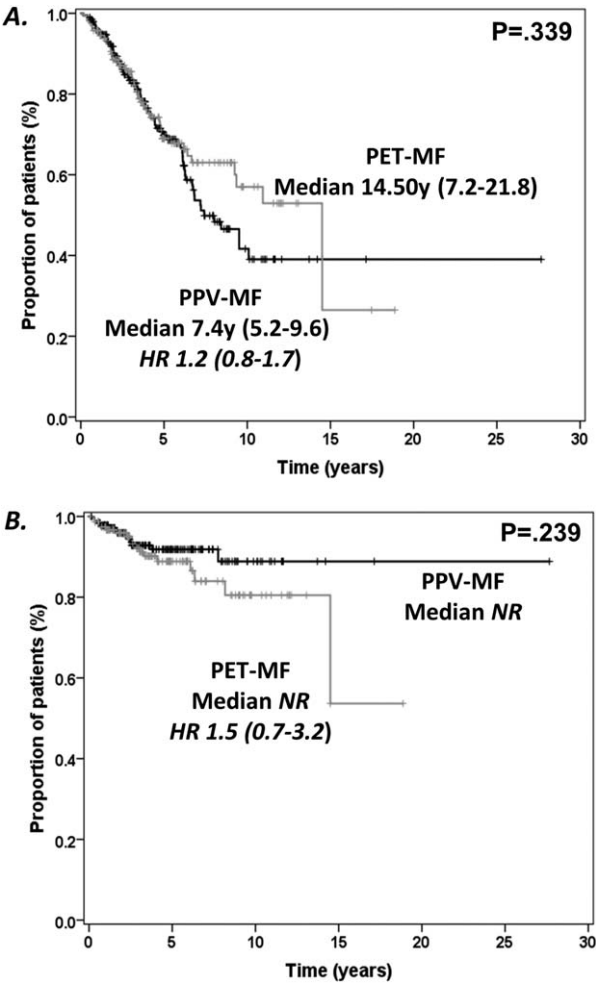 A.
P=.339
1.0
0.8
0.6
0.4
0.2
0.0
Proportion of patients (%)
PET-MF
Median 14.50y (7.2-21.8)
PPV-MF
Median 7.4y (5.2-9.6)
HR 1.2 (0.8-1.7)
0 5 10 15 20 25 30
Time (years)
B.
P=.239
1.0
0.8
0.6
0.4
0.2
0.0
Proportion of patients (%)
PPV-MF
Median NR
PET-MF
Median NR
HR 1.5 (0.7-3.2)
0 5 10 15 20 25 30
Time (years)